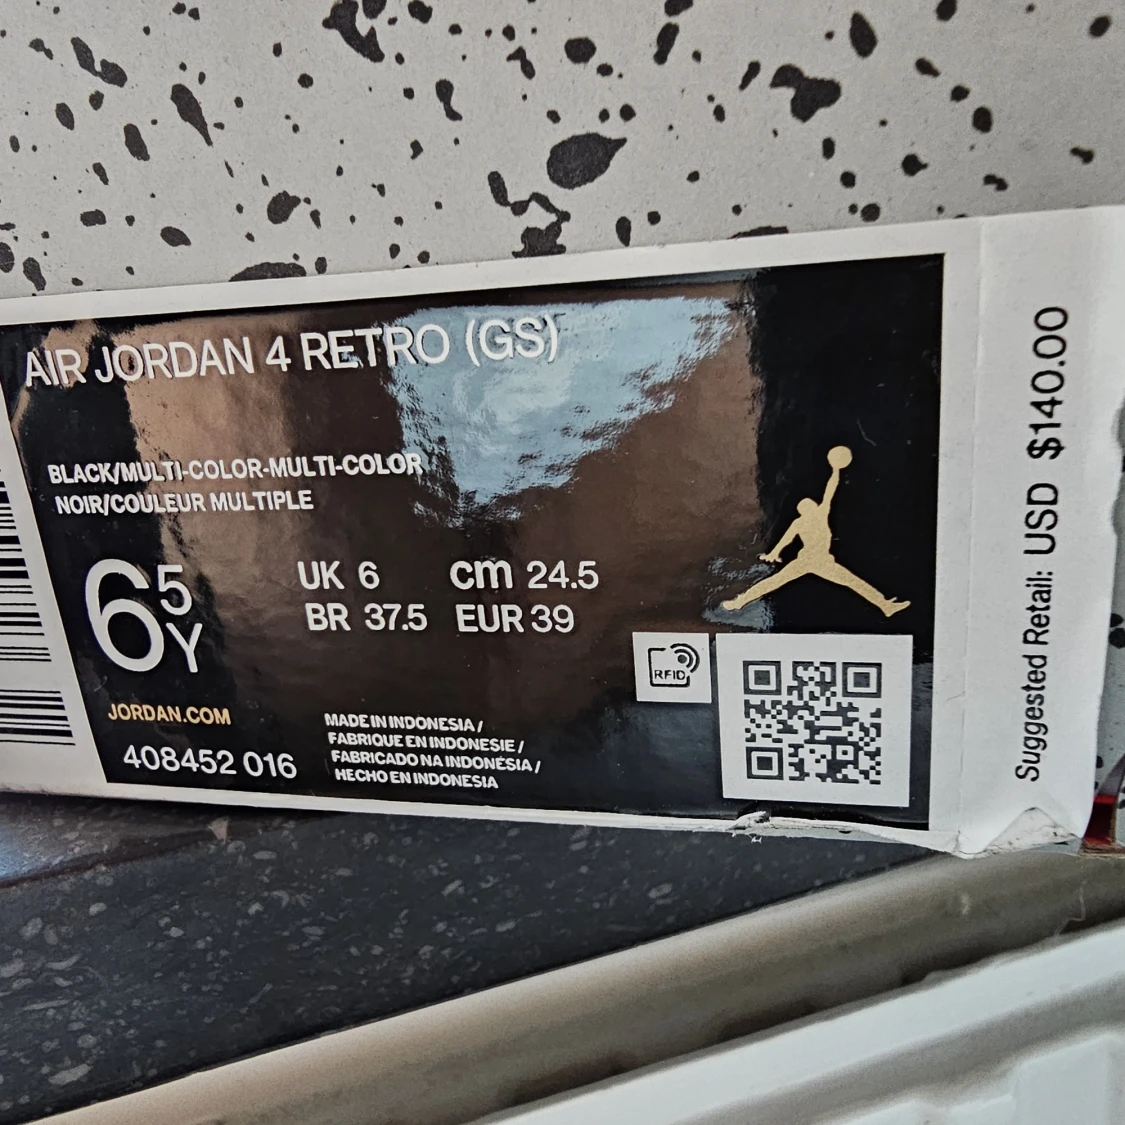 AIR JORDAN 4 RETRO (GS)
BLACK/MULTI-COLOR-MULTI-COLOR
NOIR/COULEUR MULTIPLE
6 5 Y
UK 6 cm 24.5
BR 37.5 EUR 39
RFID
JORDAN.COM
408452 016
MADE IN INDONESIA /
FABRIQUE EN INDONESIE /
FABRICADO NA INDONÉSIA /
HECHO EN INDONESIA
Suggested Retail: USD $140.00